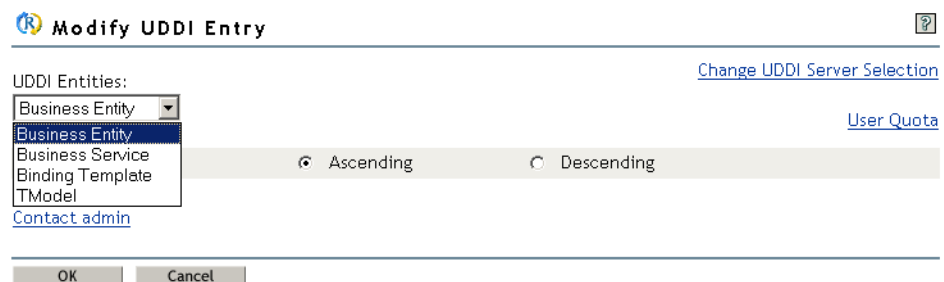 Modify UDDI Entry
?
Change UDDI Server Selection
UDDI Entities:
Business Entity
User Quota
Business Entity
Business Service
Binding Template
TModel
Ascending
Descending
Contact admin
OK
Cancel